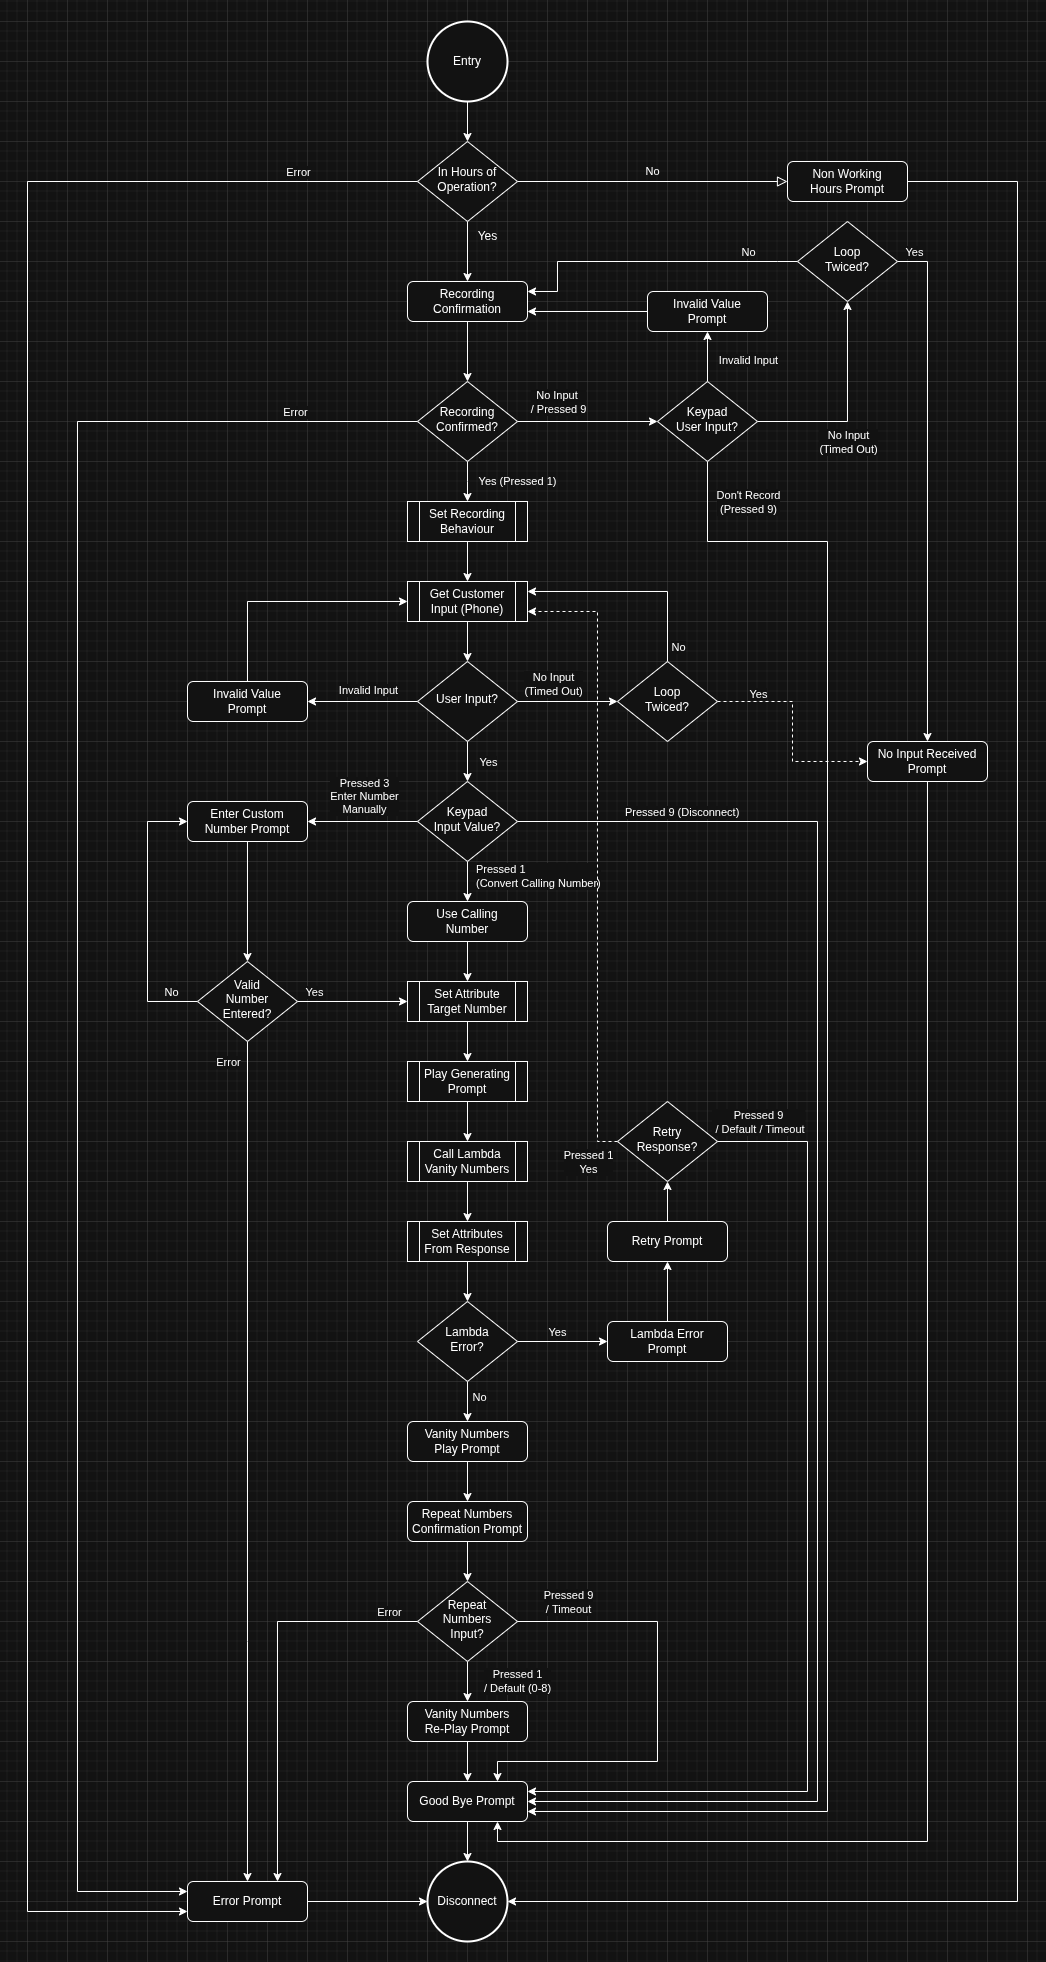 Entry
Error
In Hours of
Operation?
No
Non Working
Hours Prompt
Yes
No
Loop
Twiced?
Yes
Recording
Confirmation
Invalid Value
Prompt
Invalid Input
Error
Recording
Confirmed?
No Input
/ Pressed 9
Keypad
User Input?
No Input
(Timed Out)
Yes (Pressed 1)
Don't Record
(Pressed 9)
Set Recording
Behaviour
Get Customer
Input (Phone)
No
Invalid Value
Prompt
Invalid Input
User Input?
No Input
(Timed Out)
Loop
Twiced?
Yes
No Input Received
Prompt
Yes
Enter Custom
Number Prompt
Pressed 3
Enter Number
Manually
Keypad
Input Value?
Pressed 9 (Disconnect)
Pressed 1
(Convert Calling Number)
Use Calling
Number
No
Valid
Number
Entered?
Yes
Set Attribute
Target Number
Error
Play Generating
Prompt
Pressed 9
/ Default / Timeout
Retry
Response?
Pressed 1
Yes
Call Lambda
Vanity Numbers
Set Attributes
From Response
Retry Prompt
Lambda
Error?
Yes
Lambda Error
Prompt
No
Vanity Numbers
Play Prompt
Repeat Numbers
Confirmation Prompt
Error
Repeat
Numbers
Input?
Pressed 9
/ Timeout
Pressed 1
/ Default (0-8)
Vanity Numbers
Re-Play Prompt
Good Bye Prompt
Error Prompt
Disconnect